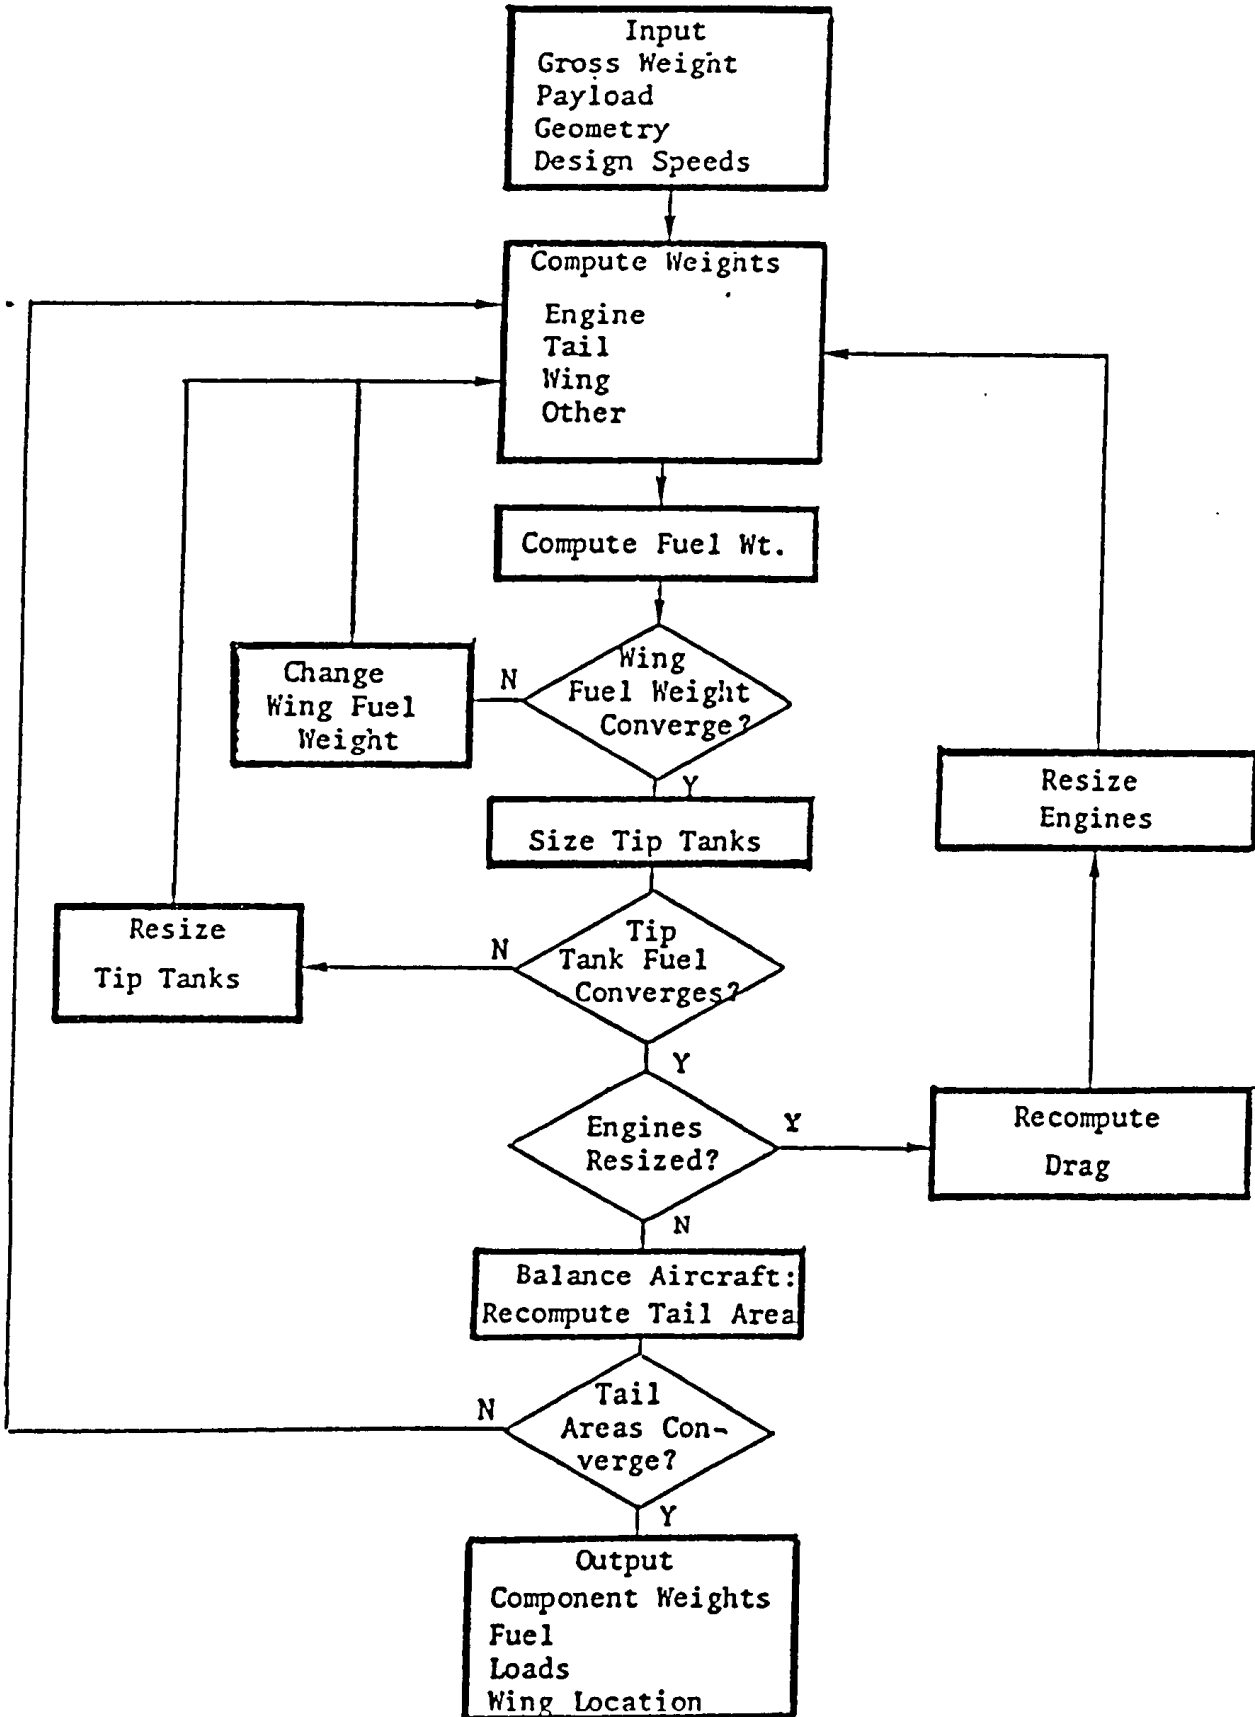 Input
Gross Weight
Payload
Geometry
Design Speeds
Compute Weights
Engine
Tail
Wing
Other
Compute Fuel Wt.
Wing
Fuel Weight
Converge?
N
Change
Wing Fuel
Weight
Y
Size Tip Tanks
Resize
Engines
Tip
Tank Fuel
Converges?
N
Resize
Tip Tanks
Y
Engines
Resized?
Y
Recompute
Drag
N
Balance Aircraft:
Recompute Tail Area
Tail
Areas Con-
verge?
N
Y
Output
Component Weights
Fuel
Loads
Wing Location